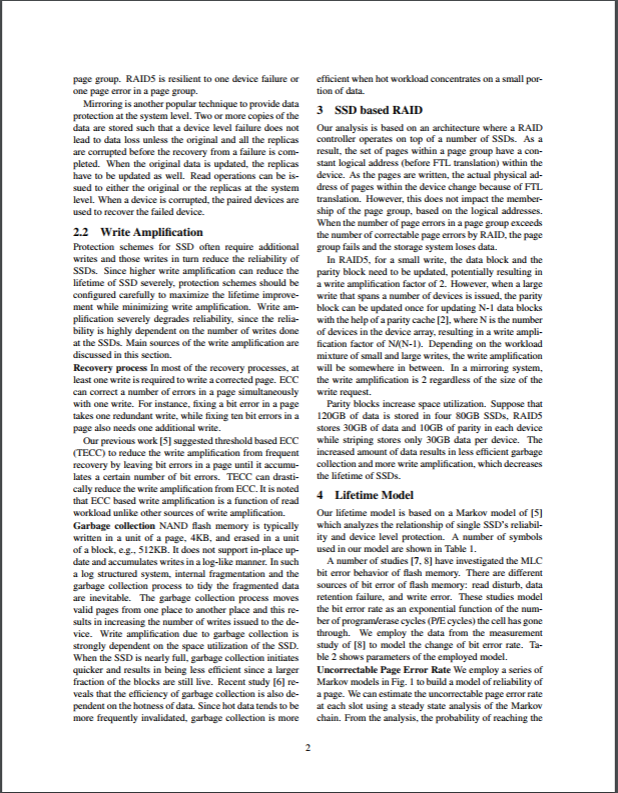 page group. RAID5 is resilient to one device failure or
one page error in a page group.
Mirroring is another popular technique to provide data
protection at the system level. Two or more copies of the
data are stored such that a device level failure does not
lead to data loss unless the original and all the replicas
are corrupted before the recovery from a failure is com-
pleted. When the original data is updated, the replicas
have to be updated as well. Read operations can be is-
sued to either the original or the replicas at the system
level. When a device is corrupted, the paired devices are
used to recover the failed device.
2.2 Write Amplification
Protection schemes for SSD often require additional
writes and those writes in turn reduce the reliability of
SSDs. Since higher write amplification can reduce the
lifetime of SSD severely, protection schemes should be
configured carefully to maximize the lifetime improve-
ment while minimizing write amplification. Write am-
plification severely degrades reliability, since the relia-
bility is highly dependent on the number of writes done
at the SSDs. Main sources of the write amplification are
discussed in this section.
Recovery process In most of the recovery processes, at
least one write is required to write a corrected page. ECC
can correct a number of errors in a page simultaneously
with one write. For instance, fixing a bit error in a page
takes one redundant write, while fixing ten bit errors in a
page also needs one additional write.
Our previous work [5] suggested threshold based ECC
(TECC) to reduce the write amplification from frequent
recovery by leaving bit errors in a page until it accumu-
lates a certain number of bit errors. TECC can drasti-
cally reduce the write amplification from ECC. It is noted
that ECC based write amplification is a function of read
workload unlike other sources of write amplification.
Garbage collection NAND flash memory is typically
written in a unit of a page, 4KB, and erased in a unit
of a block, e.g., 512KB. It does not support in-place up-
date and accumulates writes in a log-like manner. In such
a log structured system, internal fragmentation and the
garbage collection process to tidy the fragmented data
are inevitable. The garbage collection process moves
valid pages from one place to another place and this re-
sults in increasing the number of writes issued to the de-
vice. Write amplification due to garbage collection is
strongly dependent on the space utilization of the SSD.
When the SSD is nearly full, garbage collection initiates
quicker and results in being less efficient since a larger
fraction of the blocks are still live. Recent study [6] re-
veals that the efficiency of garbage collection is also de-
pendent on the hotness of data. Since hot data tends to be
more frequently invalidated, garbage collection is more
efficient when hot workload concentrates on a small por-
tion of data.
3 SSD based RAID
Our analysis is based on an architecture where a RAID
controller operates on top of a number of SSDs. As a
result, the set of pages within a page group have a con-
stant logical address (before FTL translation) within the
device. As the pages are written, the actual physical ad-
dress of pages within the device change because of FTL
translation. However, this does not impact the member-
ship of the page group, based on the logical addresses.
When the number of page errors in a page group exceeds
the number of correctable page errors by RAID, the page
group fails and the storage system loses data.
In RAID5, for a small write, the data block and the
parity block need to be updated, potentially resulting in
a write amplification factor of 2. However, when a large
write that spans a number of devices is issued, the parity
block can be updated once for updating N-1 data blocks
with the help of a parity cache [2], where N is the number
of devices in the device array, resulting in a write ampli-
fication factor of N/(N-1). Depending on the workload
mixture of small and large writes, the write amplification
will be somewhere in between. In a mirroring system,
the write amplification is 2 regardless of the size of the
write request.
Parity blocks increase space utilization. Suppose that
120GB of data is stored in four 80GB SSDs, RAID5
stores 30GB of data and 10GB of parity in each device
while striping stores only 30GB data per device. The
increased amount of data results in less efficient garbage
collection and more write amplification, which decreases
the lifetime of SSDs.
4 Lifetime Model
Our lifetime model is based on a Markov model of [5]
which analyzes the relationship of single SSD's reliabil-
ity and device level protection. A number of symbols
used in our model are shown in Table 1.
A number of studies [7, 8] have investigated the MLC
bit error behavior of flash memory. There are different
sources of bit error of flash memory: read disturb, data
retention failure, and write error. These studies model
the bit error rate as an exponential function of the num-
ber of program/erase cycles (P/E cycles) the cell has gone
through. We employ the data from the measurement
study of [8] to model the change of bit error rate. Ta-
ble 2 shows parameters of the employed model.
Uncorrectable Page Error Rate We employ a series of
Markov models in Fig. 1 to build a model of reliability of
a page. We can estimate the uncorrectable page error rate
at each slot using a steady state analysis of the Markov
chain. From the analysis, the probability of reaching the
2